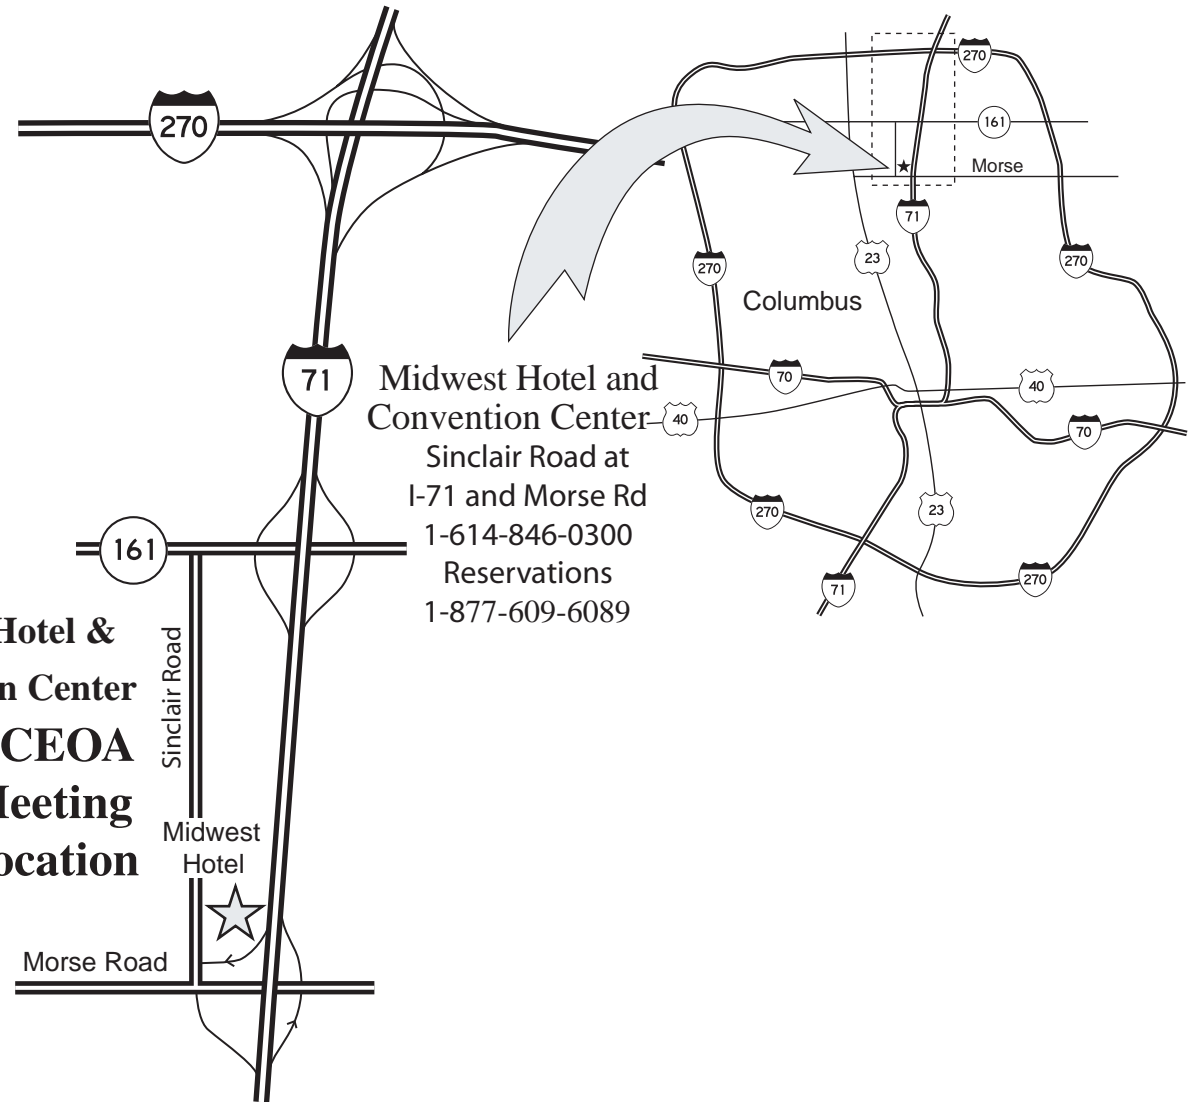 270
71
161
Sinclair Road
Midwest
Hotel
Morse Road
Hotel &
Center
CEOA
Midwest Hotel and
Convention Center
Sinclair Road at
I-71 and Morse Rd
1-614-846-0300
Reservations
1-877-609-6089
270
161
Morse
71
23
270
270
Columbus
70
40
40
70
270
23
71
270